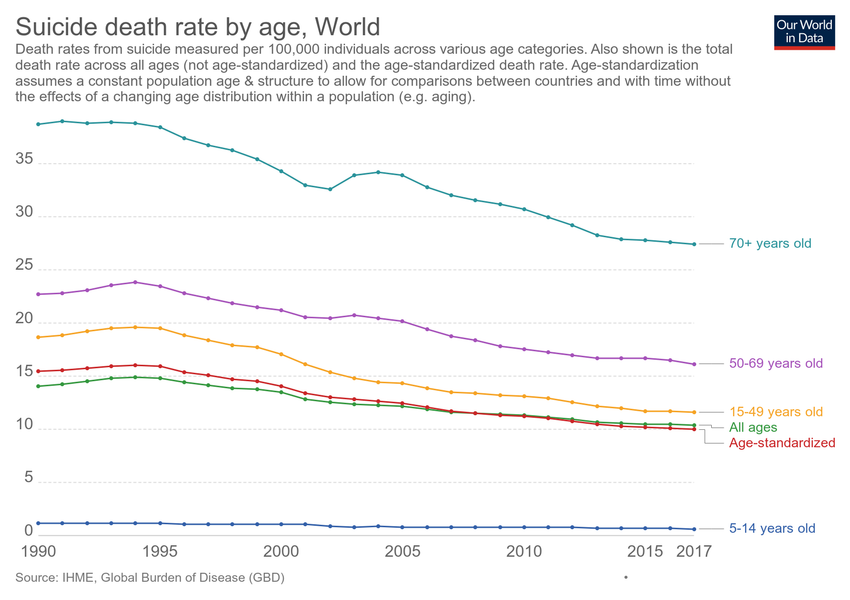 Suicide death rate by age, World
Our World
in Data
Death rates from suicide measured per 100,000 individuals across various age categories. Also shown is the total
death rate across all ages (not age-standardized) and the age-standardized death rate. Age-standardization
assumes a constant population age & structure to allow for comparisons between countries and with time without
the effects of a changing age distribution within a population (e.g. aging).
35
30
25
20
15
10
5
0
70+ years old
50-69 years old
15-49 years old
All ages
Age-standardized
5-14 years old
1990 1995 2000 2005 2010 2015 2017
Source: IHME, Global Burden of Disease (GBD)